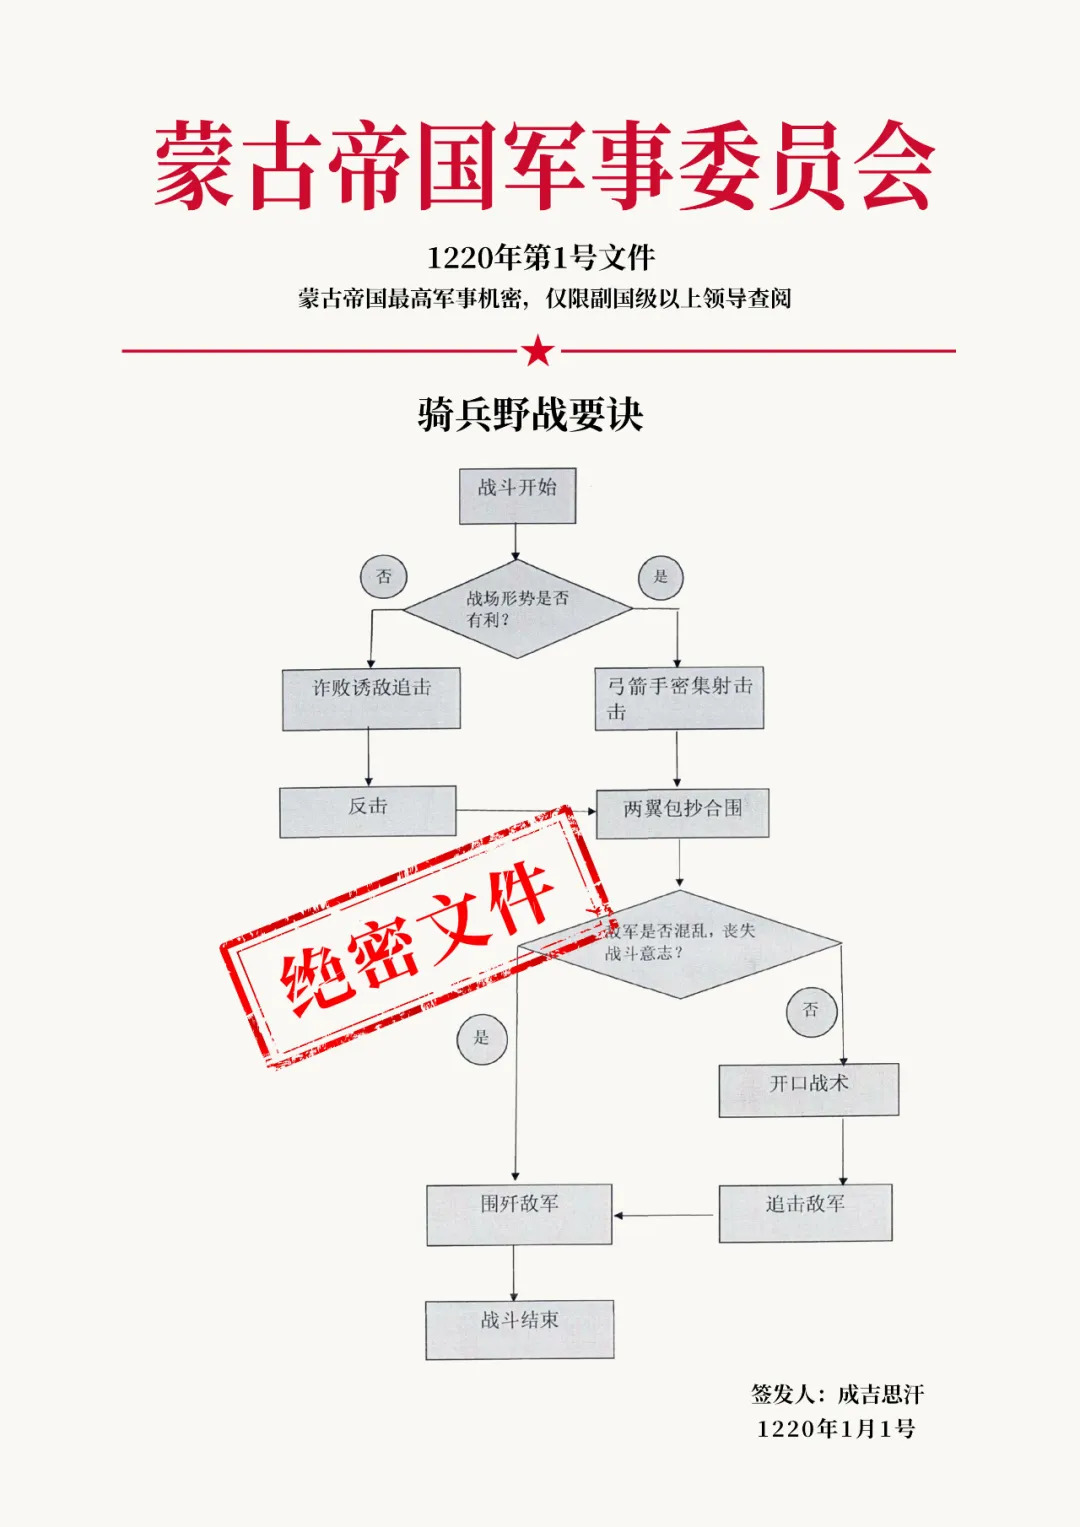 蒙古帝国军事委员会
1220年第1号文件
蒙古帝国最高军事机密，仅限副国级以上领导查阅
骑兵野战要诀
战斗开始
否
是
战场形势是否
有利？
诈败诱敌追击
弓箭手密集射击
击
反击
两翼包抄合围
绝密文件
敌军是否混乱，丧失
战斗意志？
否
是
开口战术
围歼敌军
追击敌军
战斗结束
签发人：成吉思汗
1220年1月1号